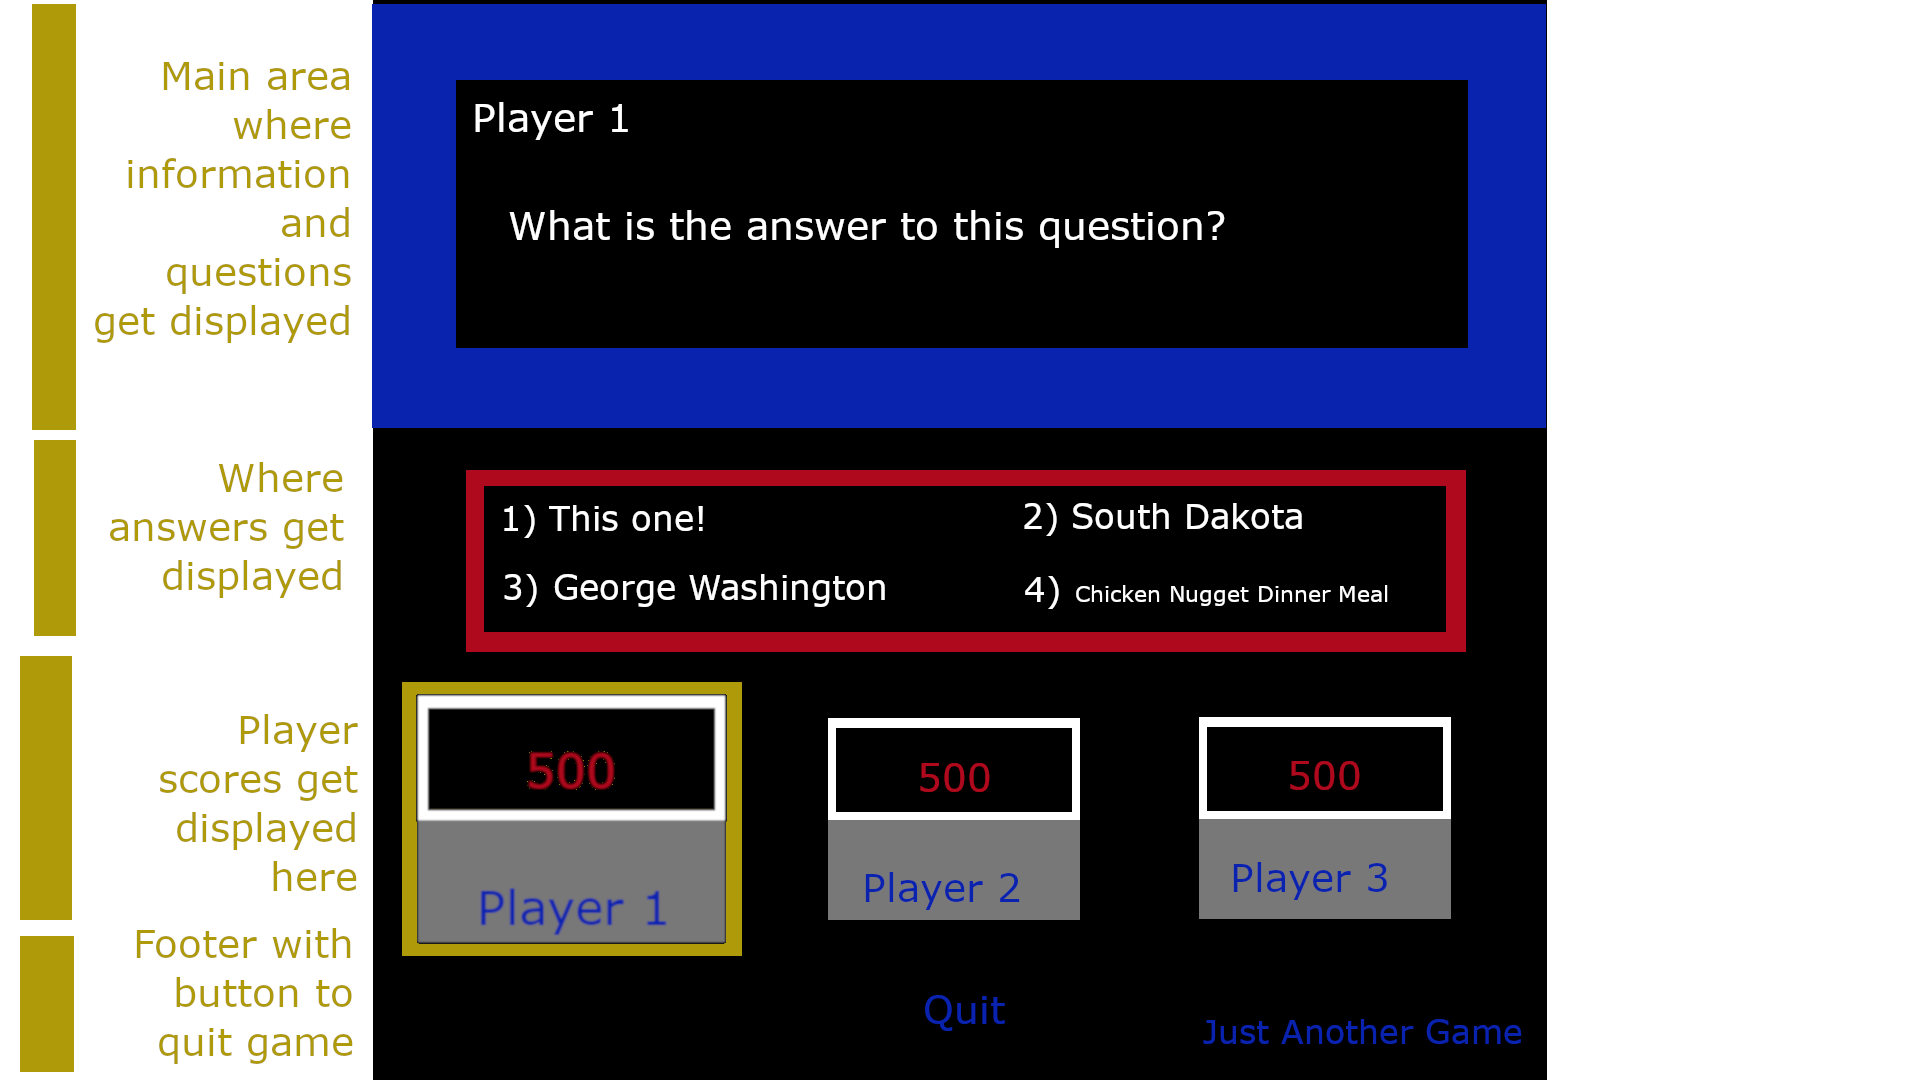 Main area
where
information
and
questions
get displayed
Player 1
What is the answer to this question?
Where
answers get
displayed
1) This one!
2) South Dakota
3) George Washington
4) Chicken Nugget Dinner Meal
Player
scores get
displayed
here
500
Player 1
500
Player 2
500
Player 3
Footer with
button to
quit game
Quit
Just Another Game